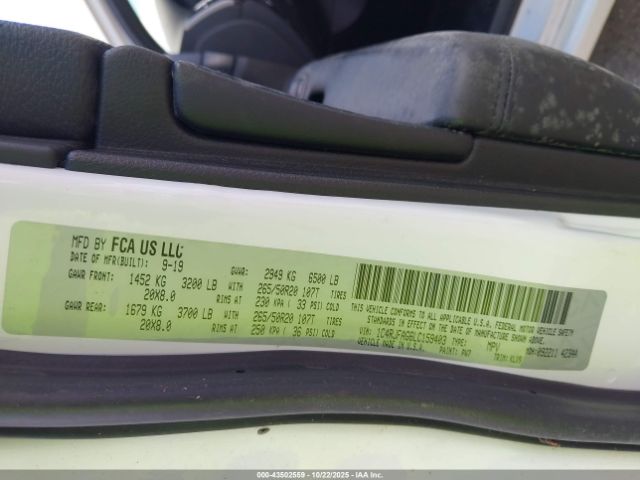 MFD BY FCA US LLC
DATE OF MFR(BUILT): 9-19
GVWR: 2949 KG 6500 LB
GAWR FRONT: 1452 KG 3200 LB WITH 265/50R20 107T TIRES
20X8.0 RIMS AT 230 KPA ( 33 PSI) COLD
GAWR REAR: 1679 KG 3700 LB WITH 265/50R20 107T TIRES
20X8.0 RIMS AT 250 KPA ( 36 PSI) COLD
THIS VEHICLE CONFORMS TO ALL APPLICABLE U.S.A. FEDERAL MOTOR VEHICLE SAFETY
STANDARDS IN EFFECT ON THE DATE OF MANUFACTURE SHOWN ABOVE.
VIN: TYPE: MPV
VEHICLE MADE IN U.S.A. PAINT: PW7 TRIM:
000-43502559 - 10/22/2025 - IAA Inc.